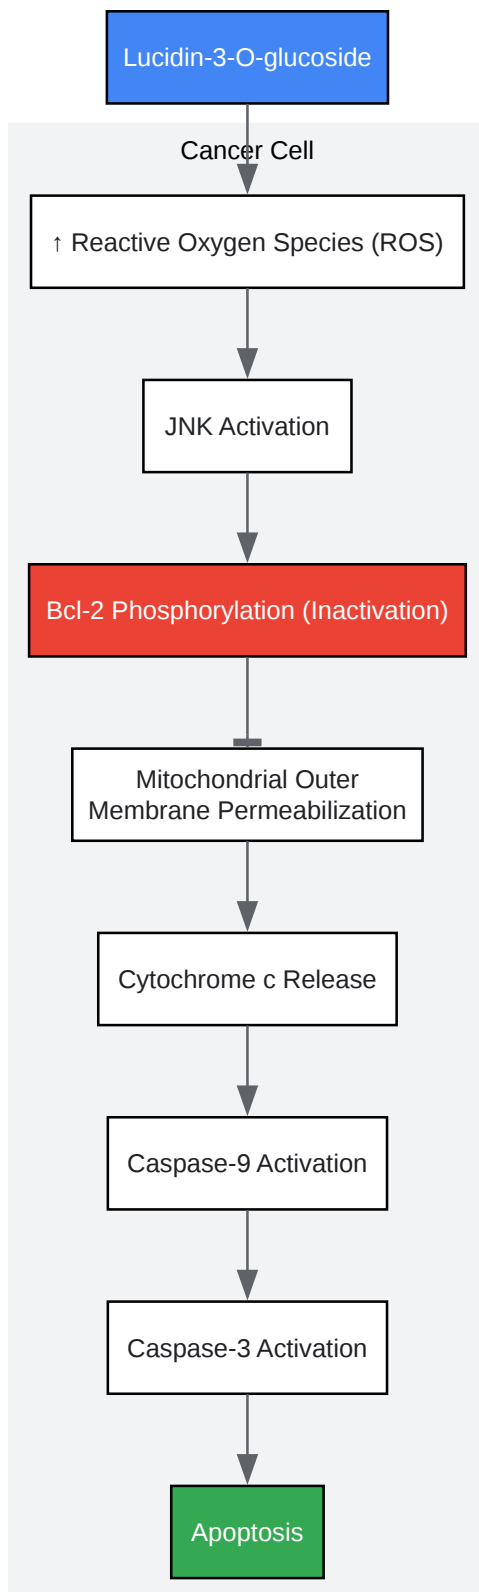 Lucidin-3-O-glucoside
Cancer Cell
↑ Reactive Oxygen Species (ROS)
JNK Activation
Bcl-2 Phosphorylation (Inactivation)
Mitochondrial Outer
Membrane Permeabilization
Cytochrome c Release
Caspase-9 Activation
Caspase-3 Activation
Apoptosis